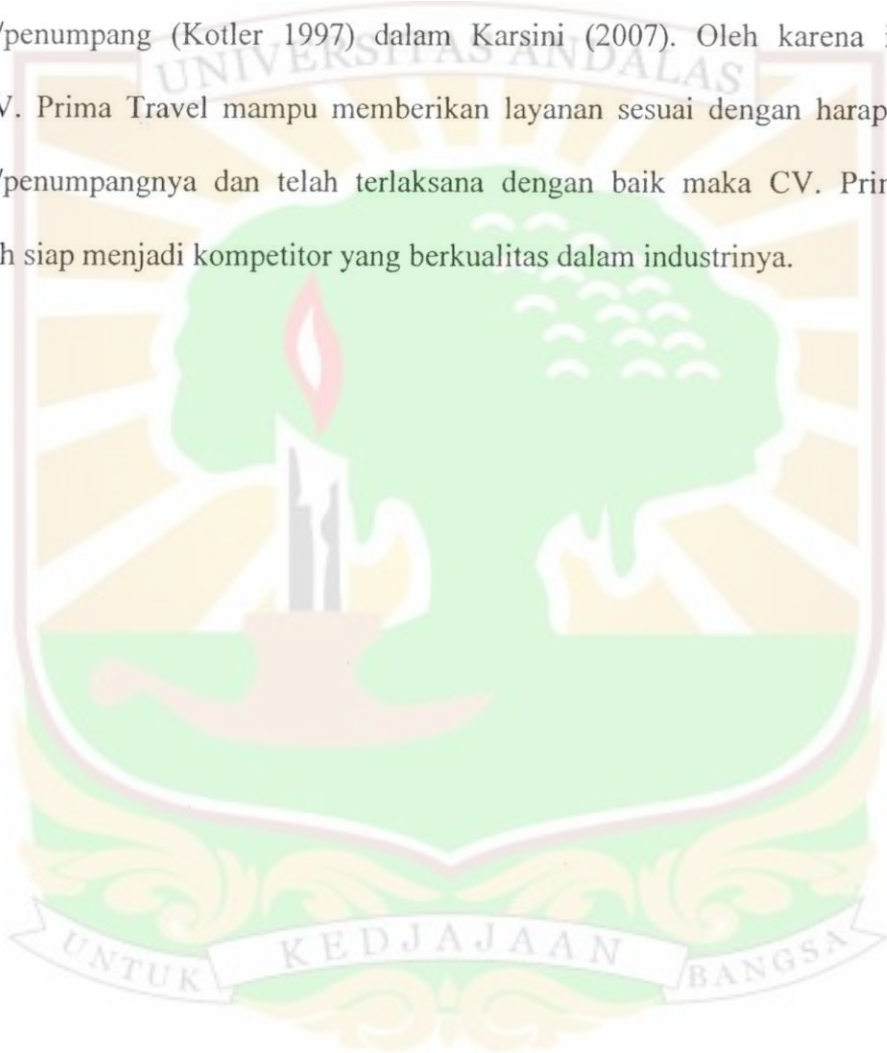 /penumpang (Kotler 1997) dalam Karsini (2007). Oleh karena
V. Prima Travel mampu memberikan layanan sesuai dengan harap
/penumpangnya dan telah terlaksana dengan baik maka CV. Prir
h siap menjadi kompetitor yang berkualitas dalam industrinya.
UNIVERSITAS ANDALAS
UNTUK KEDJAJAAN BANGSA